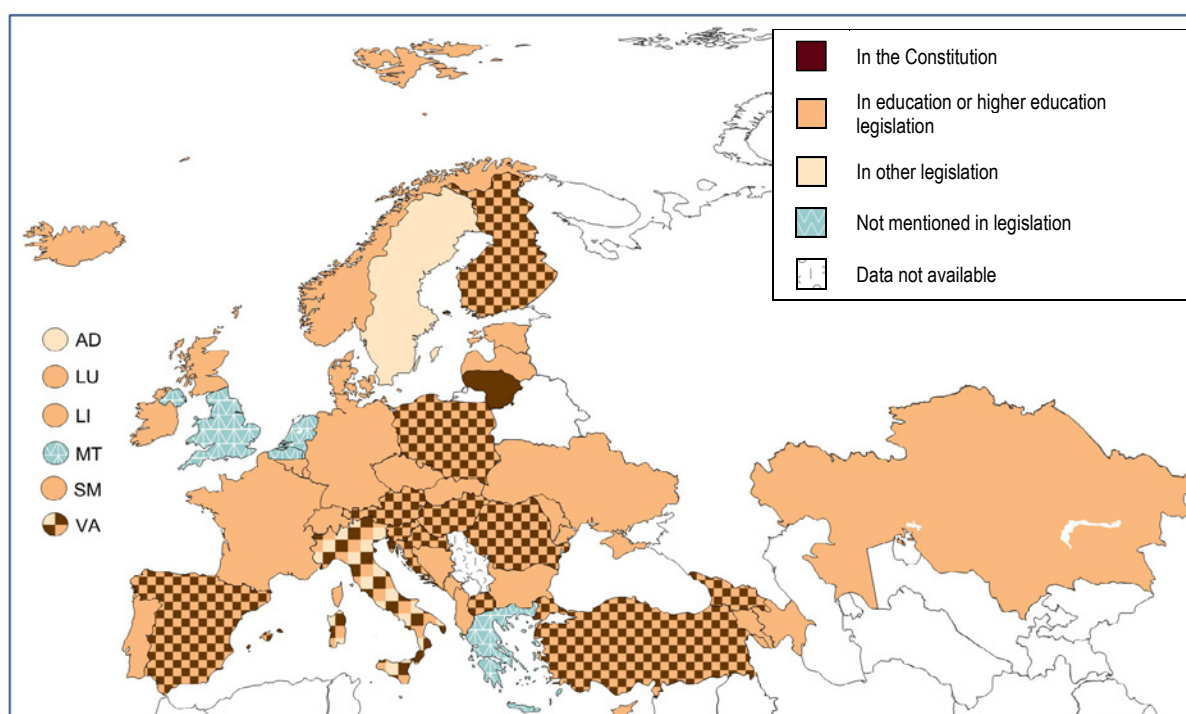 In the Constitution
In education or higher education
legislation
In other legislation
Not mentioned in legislation
Data not available
AD
LU
LI
MT
SM
VA